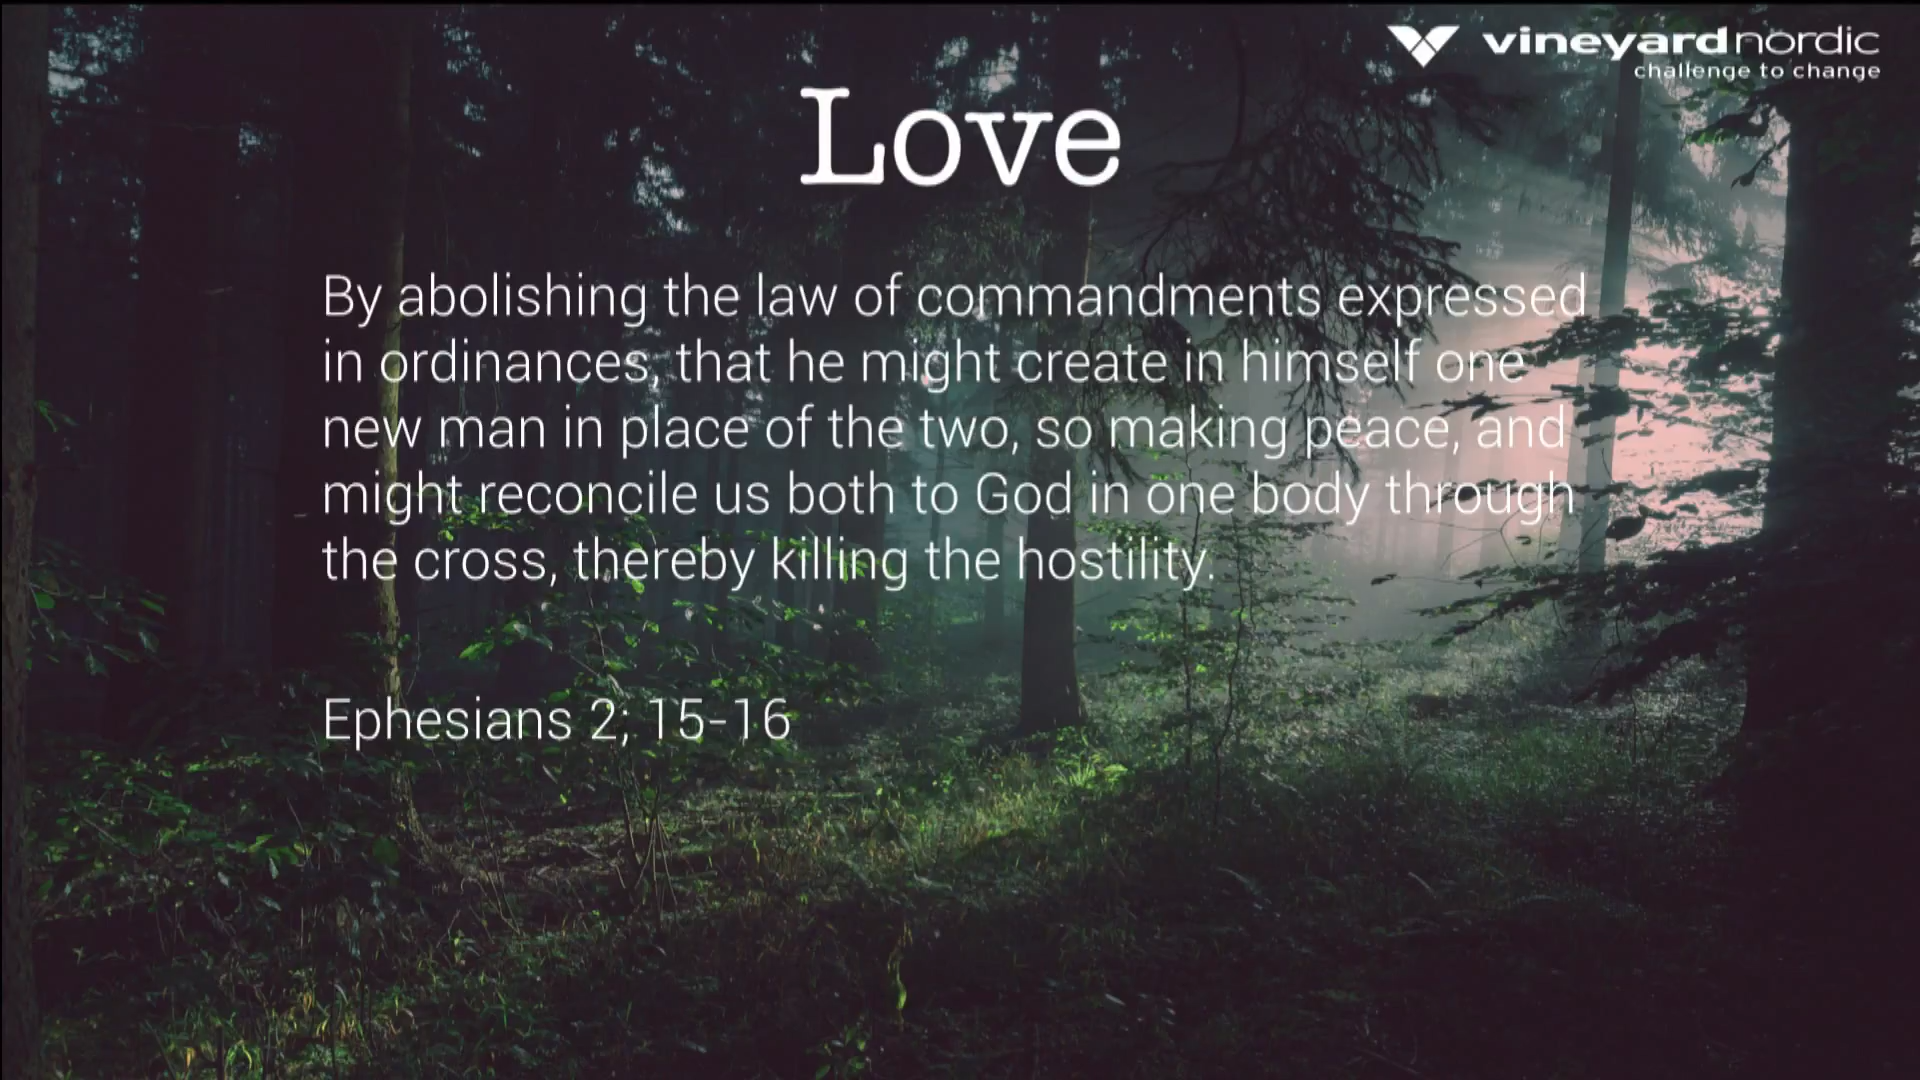 vineyard nordic
challenge to change
Love
By abolishing the law of commandments expressed
in ordinances, that he might create in himself one
new man in place of the two, so making peace, and
might reconcile us both to God in one body through
the cross, thereby killing the hostility.
Ephesians 2; 15-16